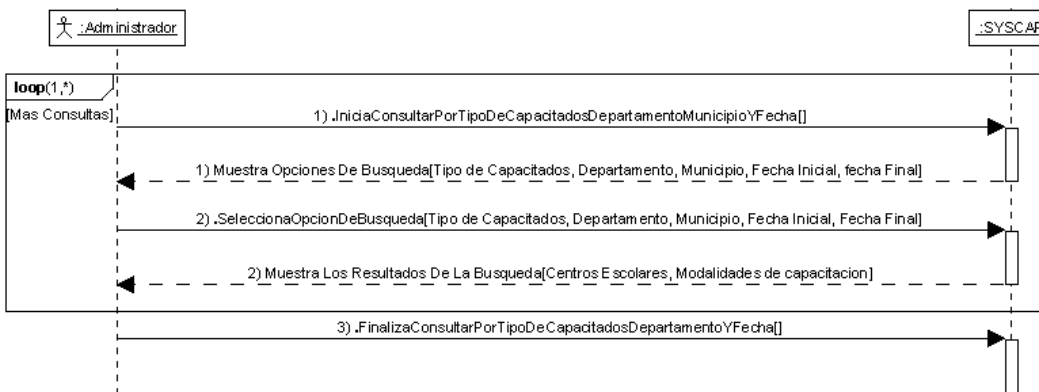 :Administrador
:SYSCAP
loop(1,*)
[Mas Consultas]
1) .IniciaConsultarPorTipoDeCapacitadosDepartamentoMunicipioYFecha[]
1) Muestra Opciones De Busqueda[Tipo de Capacitados, Departamento, Municipio, Fecha Inicial, fecha Final]
2) .SeleccionaOpcionDeBusqueda[Tipo de Capacitados, Departamento, Municipio, Fecha Inicial, Fecha Final]
2) Muestra Los Resultados De La Busqueda[Centros Escolares, Modalidades de capacitacion]
3) .FinalizaConsultarPorTipoDeCapacitadosDepartamentoYFecha[]